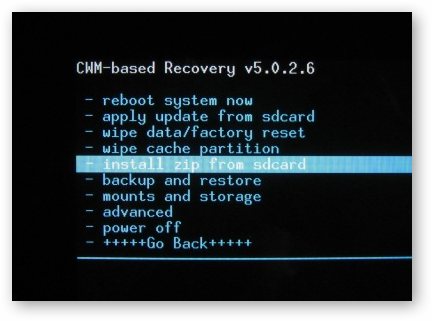 CWM-based Recovery v5.0.2.6
- reboot system now
- apply update from sdcard
- wipe data/factory reset
- wipe cache partition
- install zip from sdcard
- backup and restore
- mounts and storage
- advanced
- power off
- +++++Go Back+++++